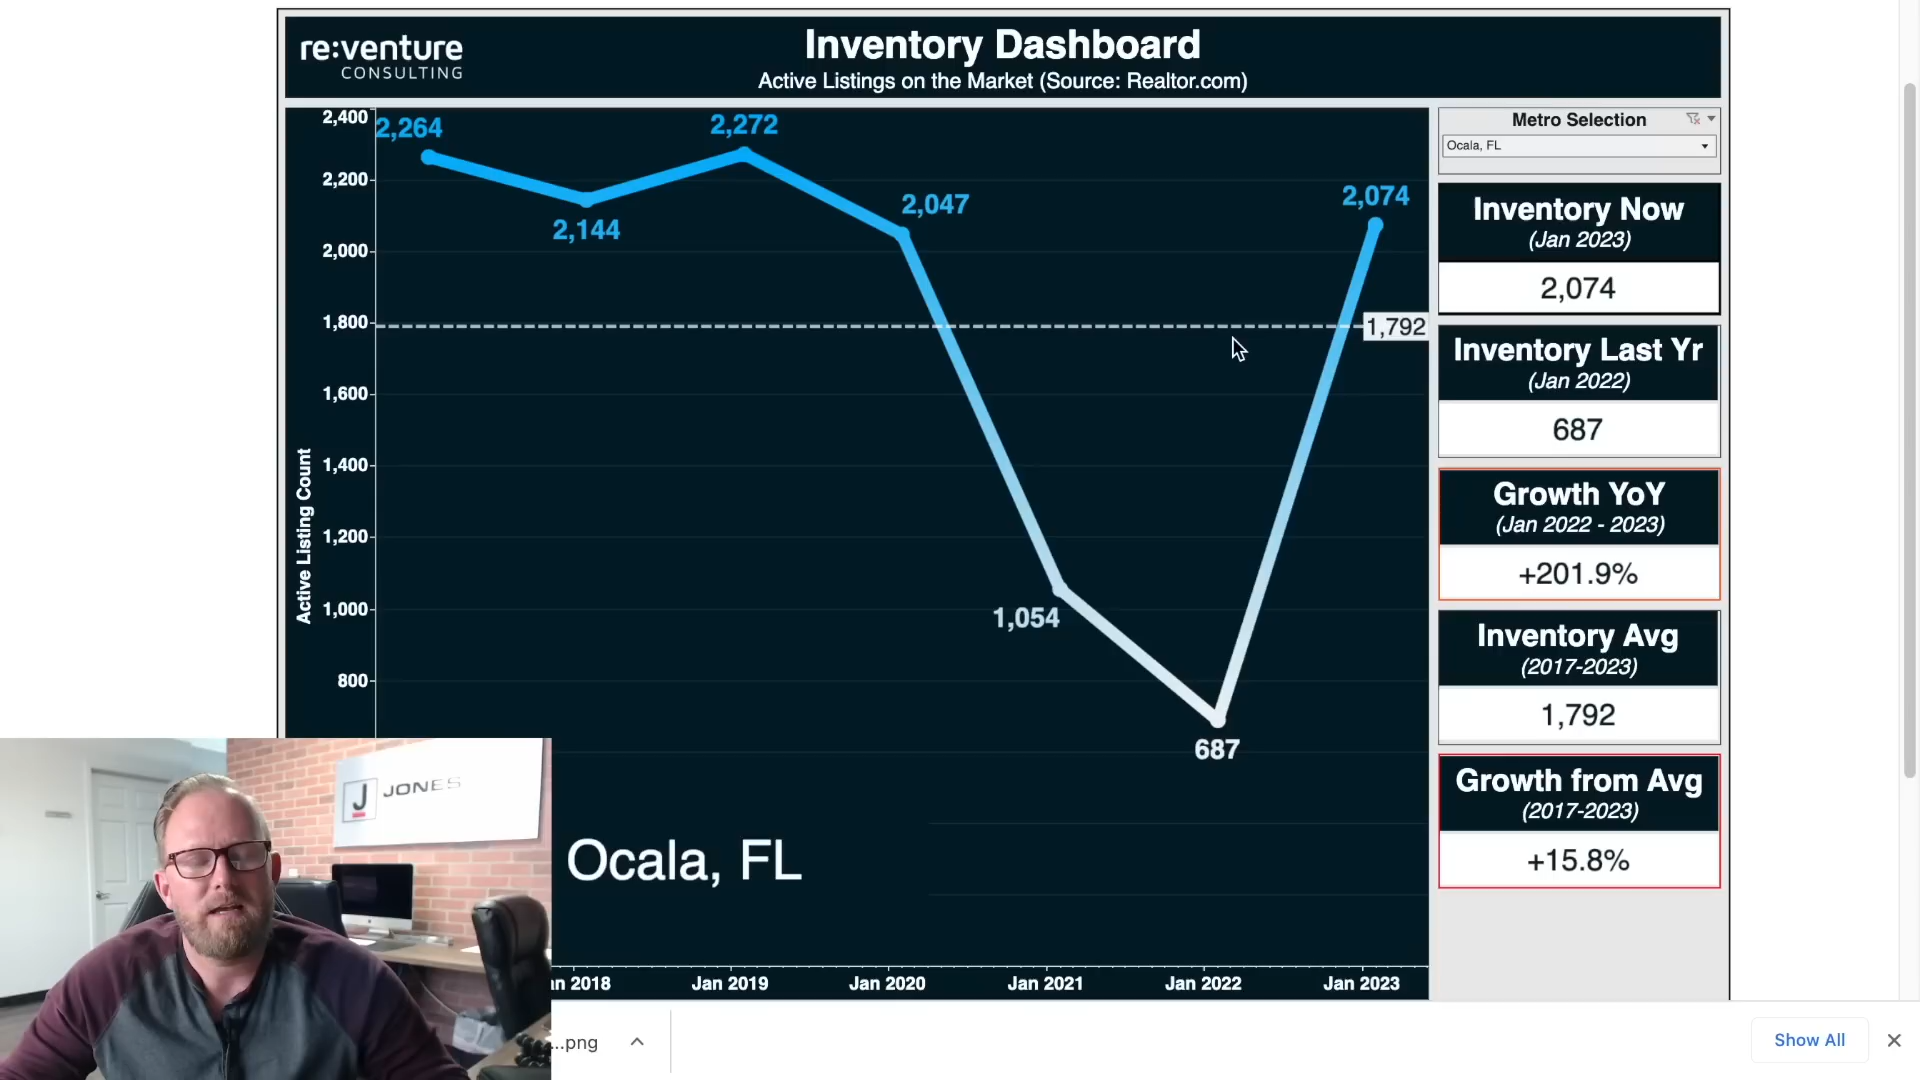 re:venture
CONSULTING
Inventory Dashboard
Active Listings on the Market (Source: Realtor.com)
Metro Selection
Ocala, FL
Inventory Now
(Jan 2023)
2,074
Inventory Last Yr
(Jan 2022)
687
Growth YoY
(Jan 2022 - 2023)
+201.9%
Inventory Avg
(2017-2023)
1,792
Growth from Avg
(2017-2023)
+15.8%
Active Listing Count
2,400
2,200
2,000
1,800
1,600
1,400
1,200
1,000
800
2,264
2,144
2,272
2,047
1,054
687
2,074
1,792
J JONES
Ocala, FL
n 2018
Jan 2019
Jan 2020
Jan 2021
Jan 2022
Jan 2023
...png
Show All